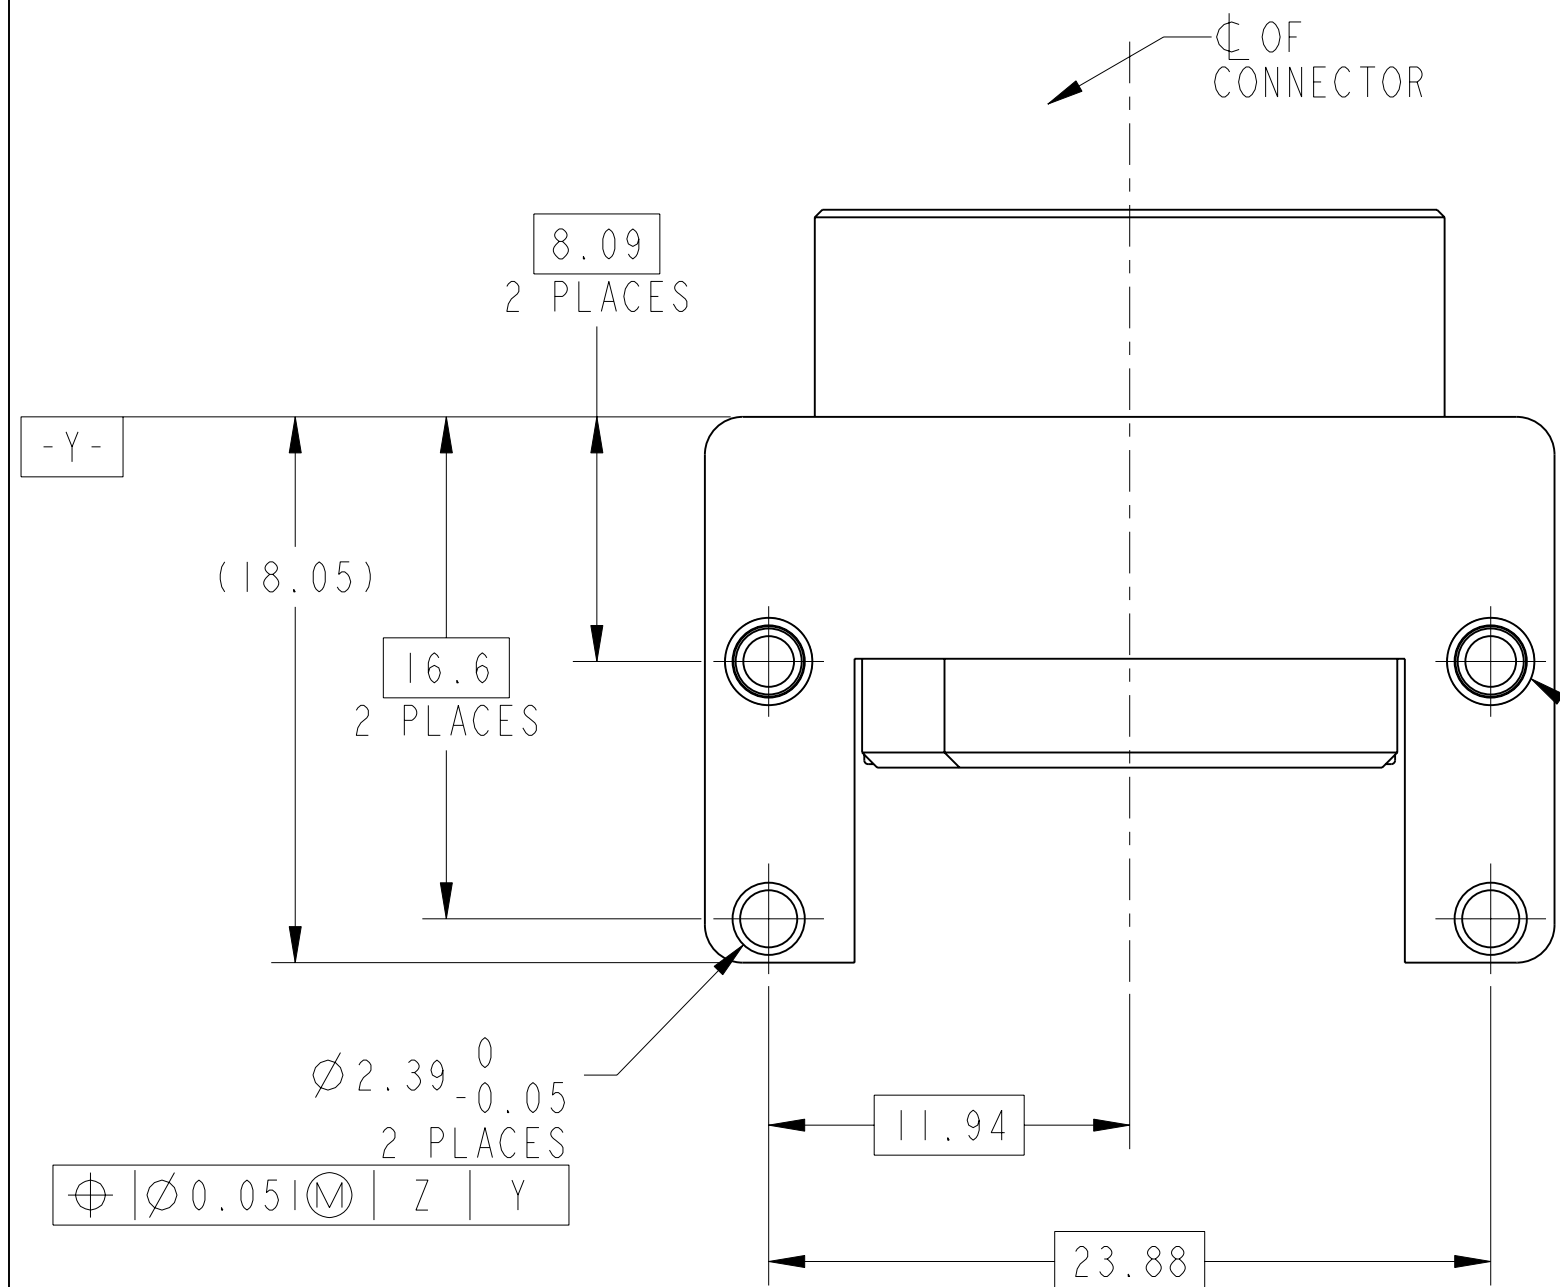 ℄ OF
CONNECTOR
8.09
2 PLACES
-Y-
(18.05)
16.6
2 PLACES
Ø2.39 0
-0.05
2 PLACES
⌖ Ø0.051Ⓜ Z Y
11.94
23.88